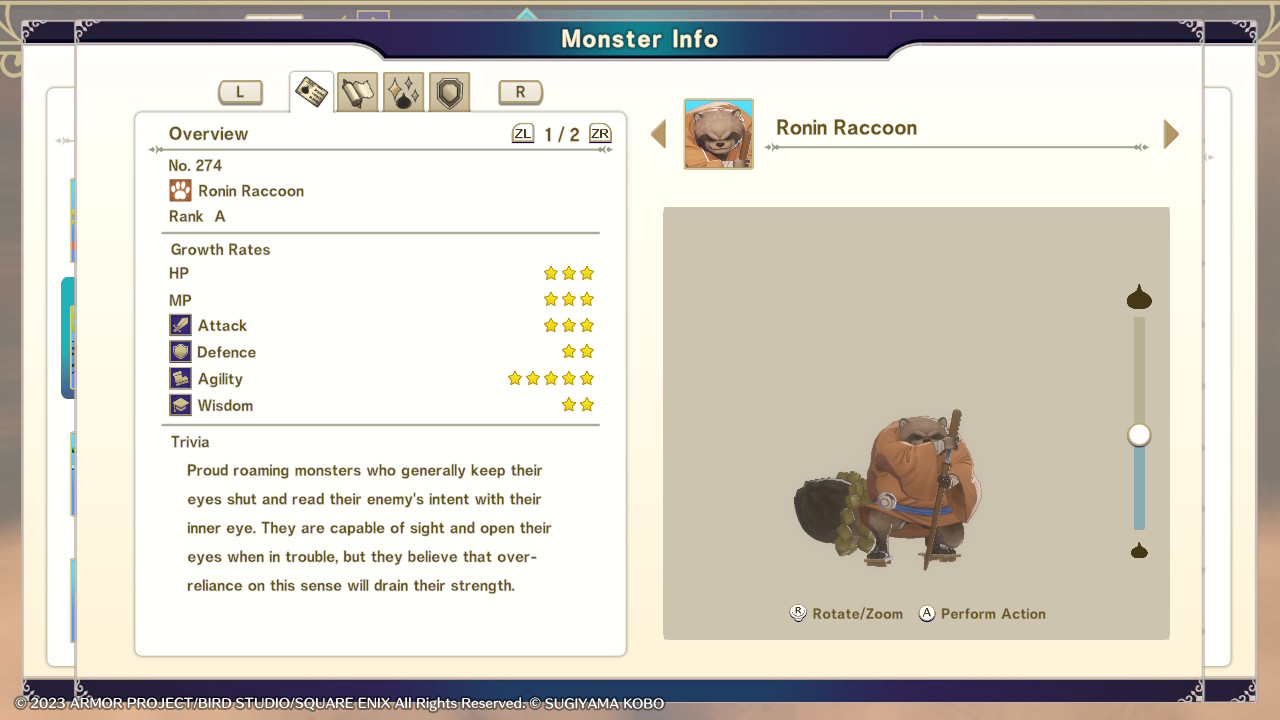 Monster Info
L
R
Overview
ZL 1 / 2 ZR
No. 274
Ronin Raccoon
Rank A
Growth Rates
HP
MP
Attack
Defence
Agility
Wisdom
Trivia
Proud roaming monsters who generally keep their
eyes shut and read their enemy's intent with their
inner eye. They are capable of sight and open their
eyes when in trouble, but they believe that over-
reliance on this sense will drain their strength.
Ronin Raccoon
R Rotate/Zoom A Perform Action
© 2023 ARMOR PROJECT/BIRD STUDIO/SQUARE ENIX All Rights Reserved. © SUGIYAMA KOBO